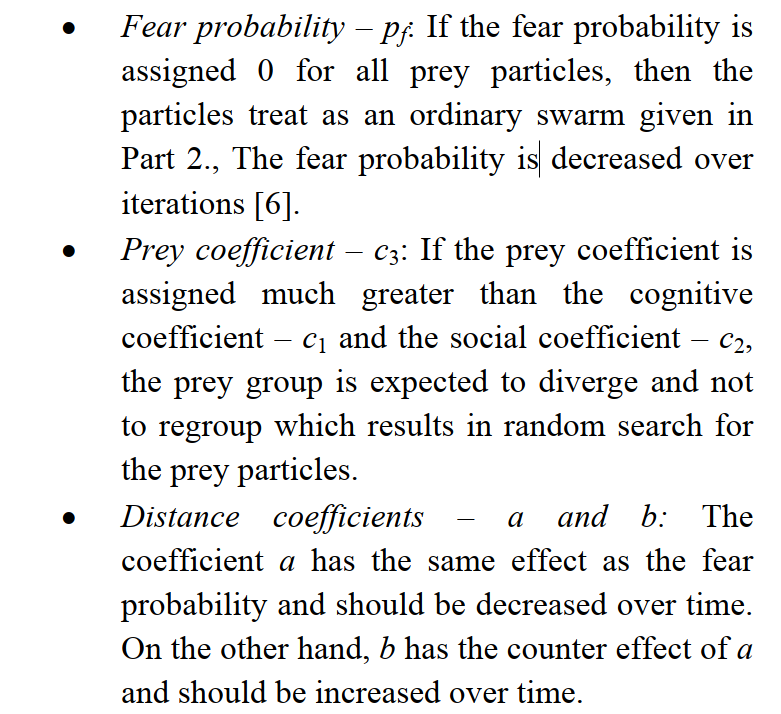 • Fear probability – pf: If the fear probability is
assigned 0 for all prey particles, then the
particles treat as an ordinary swarm given in
Part 2., The fear probability is decreased over
iterations [6].
• Prey coefficient – c3: If the prey coefficient is
assigned much greater than the cognitive
coefficient – c1 and the social coefficient – c2,
the prey group is expected to diverge and not
to regroup which results in random search for
the prey particles.
• Distance coefficients – a and b: The
coefficient a has the same effect as the fear
probability and should be decreased over time.
On the other hand, b has the counter effect of a
and should be increased over time.